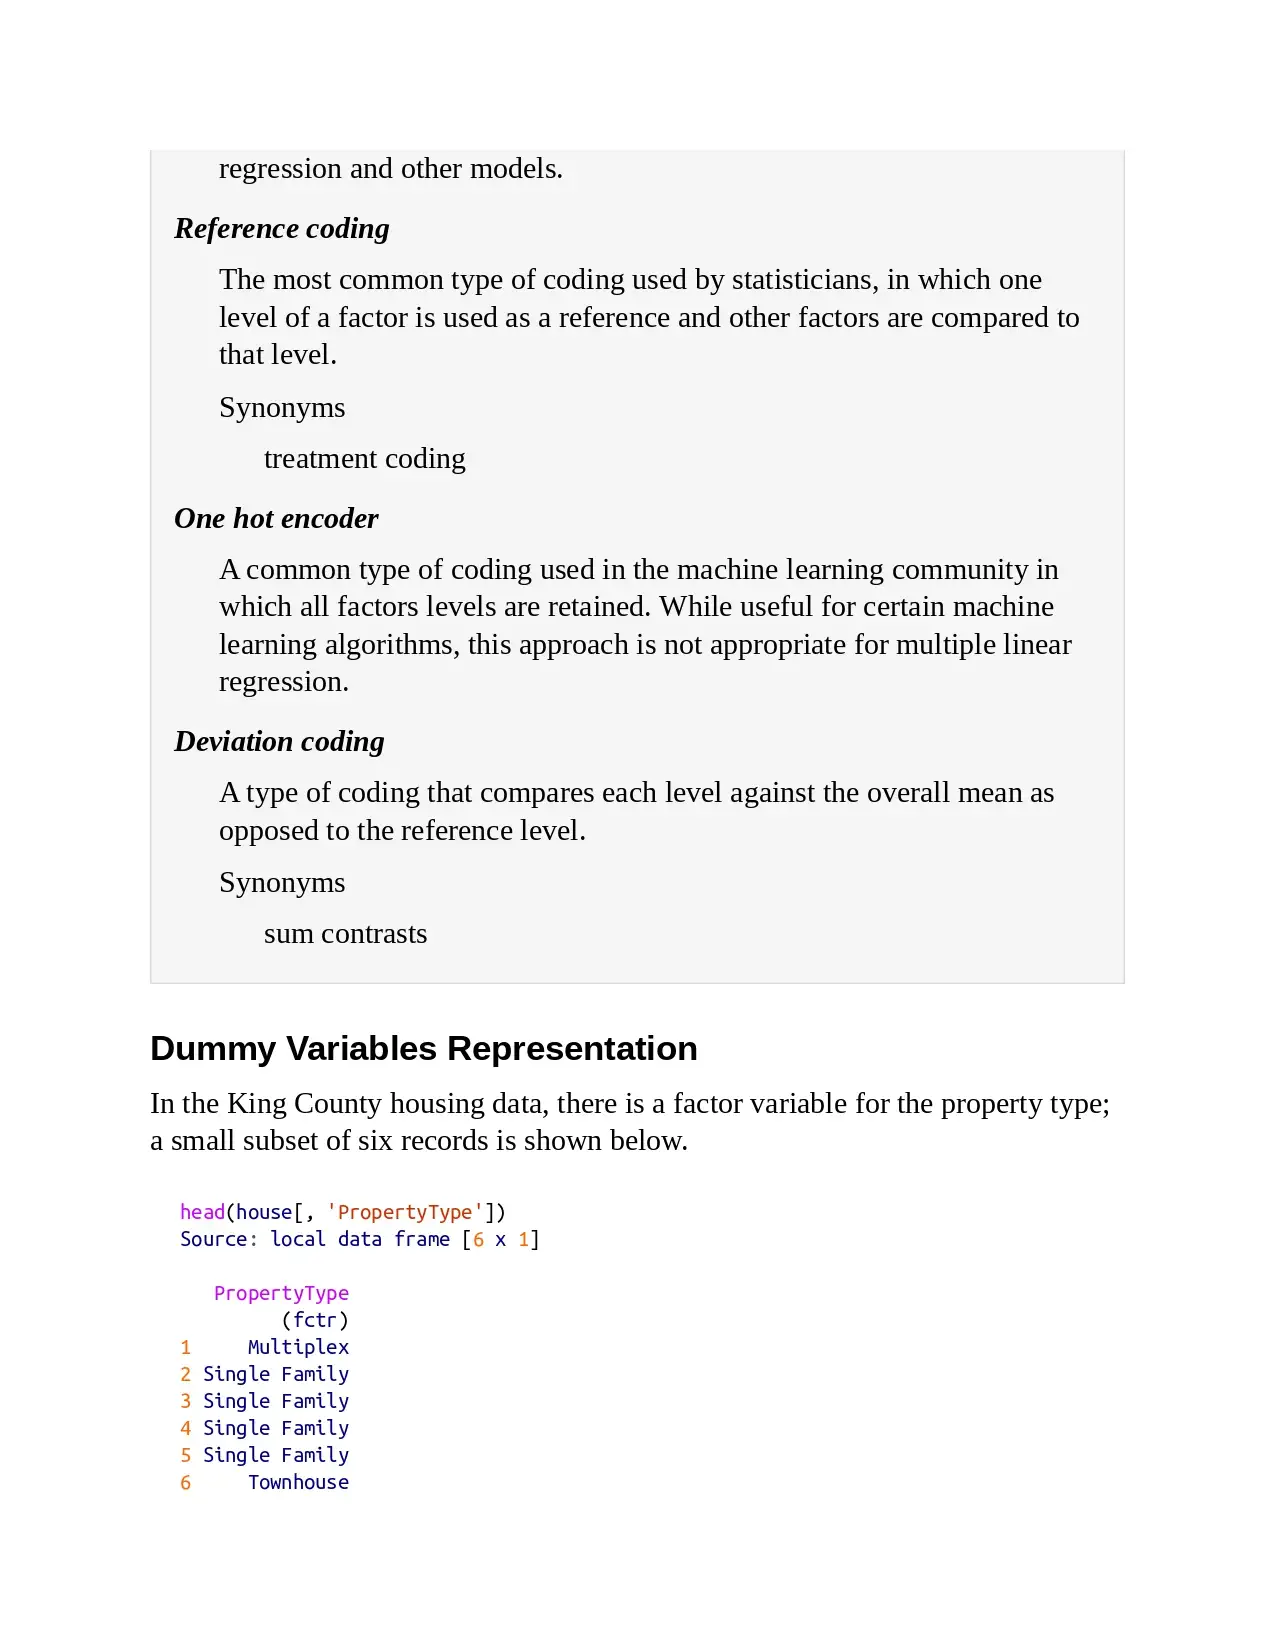 regression and other models.
Reference coding
The most common type of coding used by statisticians, in which one
level of a factor is used as a reference and other factors are compared to
that level.
Synonyms
treatment coding
One hot encoder
A common type of coding used in the machine learning community in
which all factors levels are retained. While useful for certain machine
learning algorithms, this approach is not appropriate for multiple linear
regression.
Deviation coding
A type of coding that compares each level against the overall mean as
opposed to the reference level.
Synonyms
sum contrasts
Dummy Variables Representation
In the King County housing data, there is a factor variable for the property type;
a small subset of six records is shown below.
head(house[, 'PropertyType'])
Source: local data frame [6 x 1]
PropertyType
(fctr)
1 Multiplex
2 Single Family
3 Single Family
4 Single Family
5 Single Family
6 Townhouse